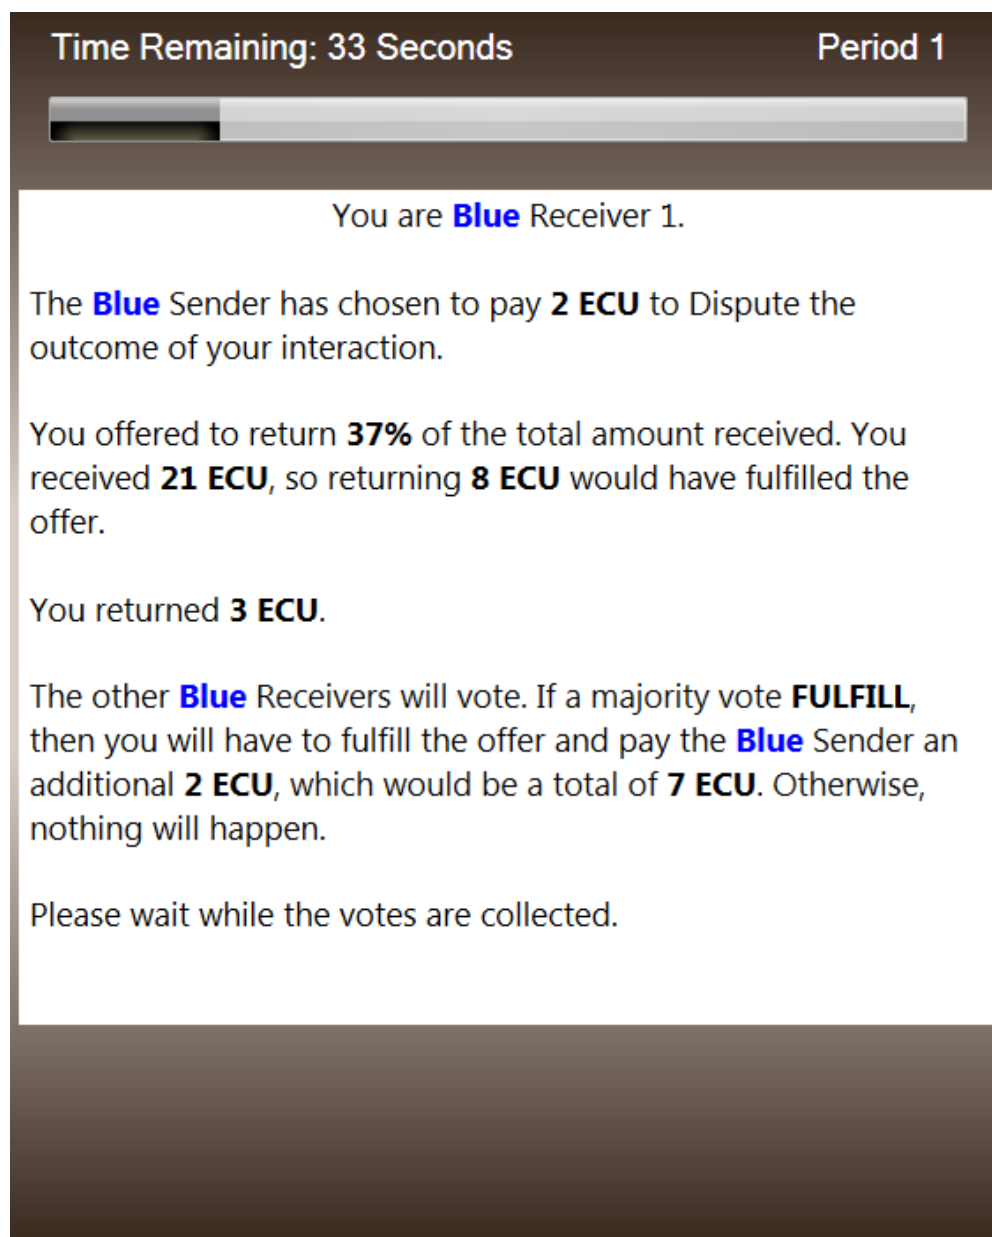 Time Remaining: 33 Seconds Period 1
You are Blue Receiver 1.
The Blue Sender has chosen to pay 2 ECU to Dispute the
outcome of your interaction.
You offered to return 37% of the total amount received. You
received 21 ECU, so returning 8 ECU would have fulfilled the
offer.
You returned 3 ECU.
The other Blue Receivers will vote. If a majority vote FULFILL,
then you will have to fulfill the offer and pay the Blue Sender an
additional 2 ECU, which would be a total of 7 ECU. Otherwise,
nothing will happen.
Please wait while the votes are collected.